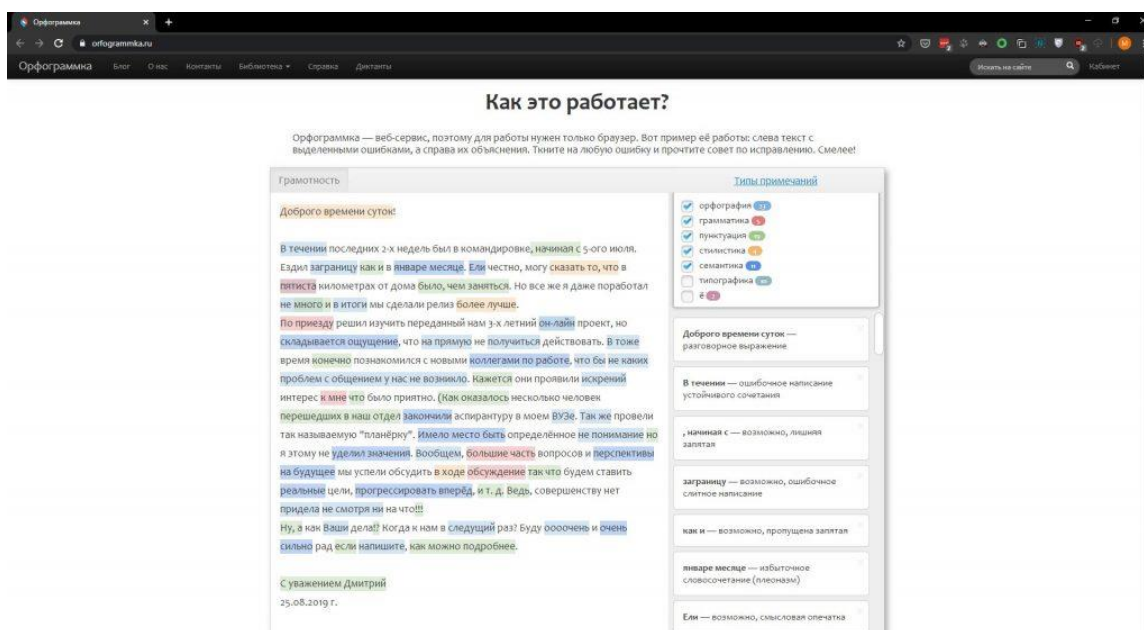 Орфограммка
orfogrammka.ru
Орфограммка Блог О нас Контакты Библиотека Справка Диктанты Искать на сайте Кабинет
Как это работает?
Орфограммка — веб-сервис, поэтому для работы нужен только браузер. Вот пример её работы: слева текст с
выделенными ошибками, а справа их объяснения. Ткните на любую ошибку и прочтите совет по исправлению. Смелее!
Грамотность
Типы примечаний
Доброго времени суток!
В течении последних 2-х недель был в командировке, начиная с 5-ого июля.
Ездил заграницу как и в январе месяце. Ели честно, могу сказать то, что в
пятиста километрах от дома было, чем заняться. Но все же я даже поработал
не много и в итоги мы сделали релиз более лучше.
По приезду решил изучить переданный нам 3-х летний он-лайн проект, но
складывается ощущение, что на прямую не получиться действовать. В тоже
время конечно познакомился с новыми коллегами по работе, что бы не каких
проблем с общением у нас не возникло. Кажется они проявили искрений
интерес к мне что было приятно. (Как оказалось несколько человек
перешедших в наш отдел закончили аспирантуру в моем ВУЗе. Так же провели
так называемую "планёрку". Имело место быть определённое не понимание но
я этому не уделил значения. Вообщем, большие часть вопросов и перспективы
на будущее мы успели обсудить в ходе обсуждение так что будем ставить
реальные цели, прогрессировать вперёд, и т. д. Ведь, совершенству нет
придела не смотря ни на что!!!
Ну, а как Ваши дела!? Когда к нам в следущий раз? Буду оооочень и очень
сильно рад если напишите, как можно подробнее.
С уважением Дмитрий
25.08.2019 г.
орфография
грамматика
пунктуация
стилистика
семантика
типографика
ё
Доброго времени суток —
разговорное выражение
В течении — ошибочное написание
устойчивого сочетания
, начиная с — возможно, лишняя
запятая
заграницу — возможно, ошибочное
слитное написание
как и — возможно, пропущена запятая
январе месяце — избыточное
словосочетание (плеоназм)
Ели — возможно, смысловая опечатка